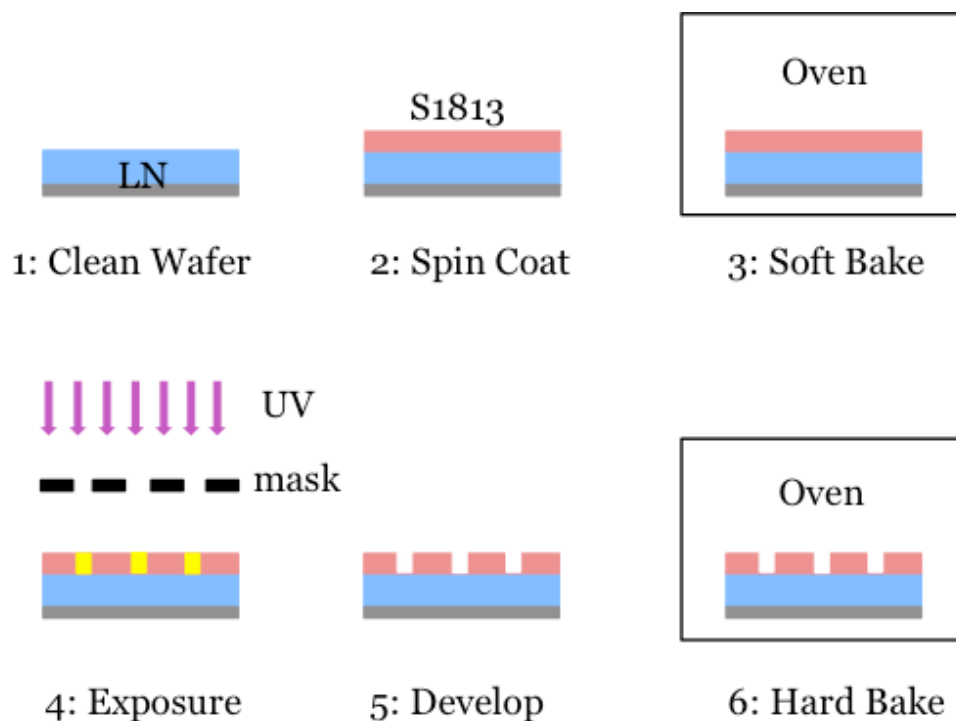 LN
1: Clean Wafer
S1813
2: Spin Coat
Oven
3: Soft Bake
UV
mask
4: Exposure
5: Develop
Oven
6: Hard Bake